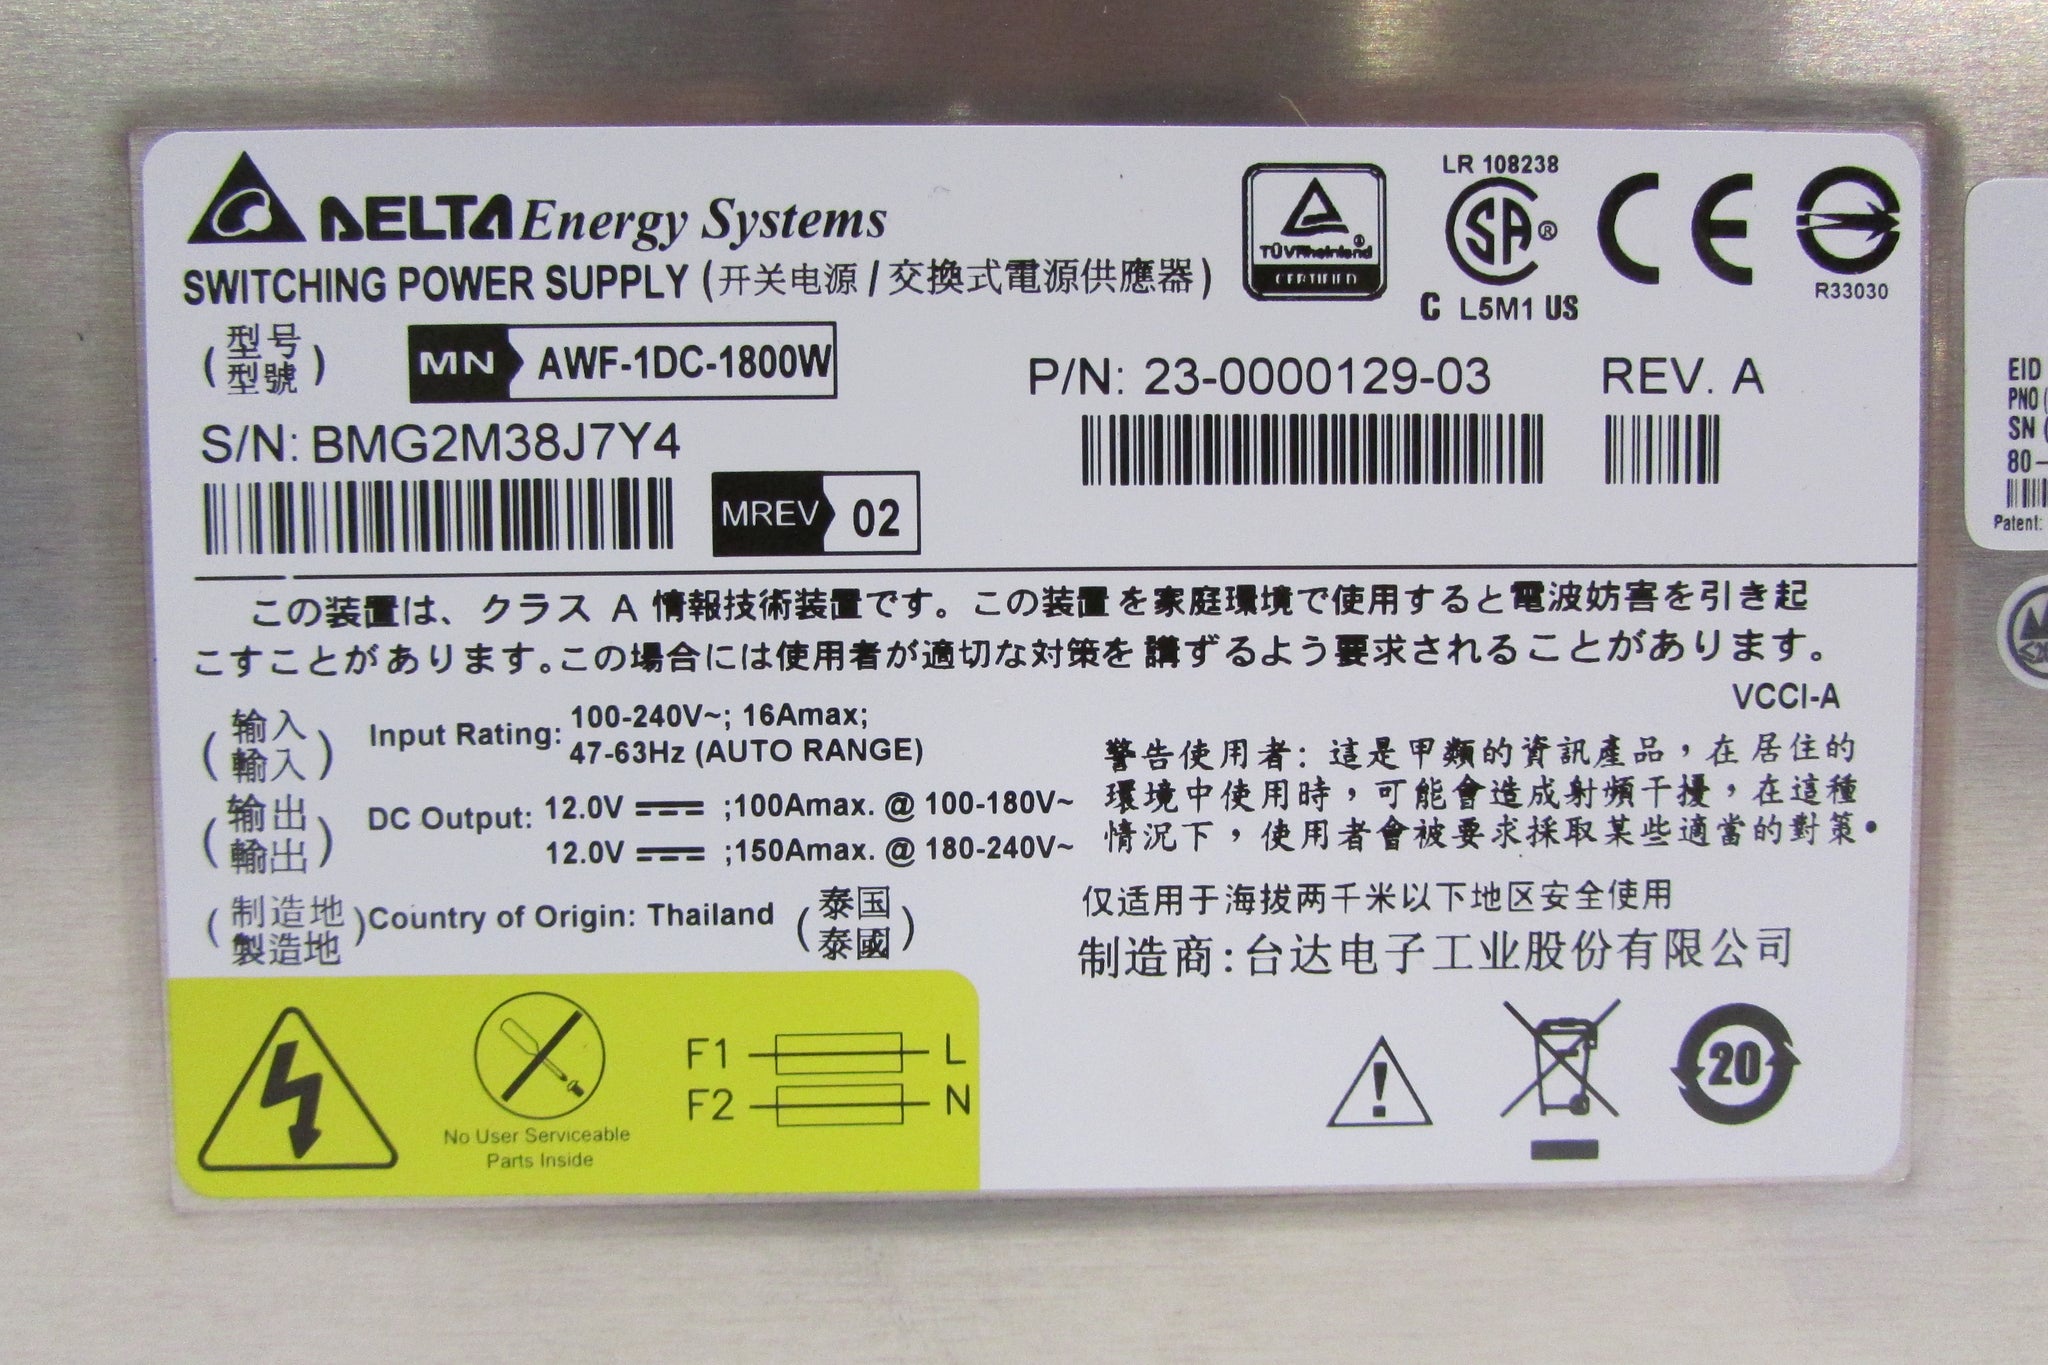 DELTA Energy Systems
SWITCHING POWER SUPPLY (开关电源 / 交換式電源供應器)
TÜVRheinland
CERTIFIED
LR 108238
SA ®
C L5M1 US
CE
R33030
(型号
型號)
MN AWF-1DC-1800W
P/N: 23-0000129-03
REV. A
S/N: BMG2M38J7Y4
MREV 02
この装置は、クラス A 情報技術装置です。この装置を家庭環境で使用すると電波妨害を引き起
こすことがあります。この場合には使用者が適切な対策を講ずるよう要求されることがあります。
VCCI-A
(输入
輸入)
Input Rating: 100-240V~; 16Amax;
47-63Hz (AUTO RANGE)
(输出
輸出)
DC Output: 12.0V ;100Amax. @ 100-180V~
12.0V ;150Amax. @ 180-240V~
(制造地
製造地)
Country of Origin: Thailand (泰国
泰國)
警告使用者: 這是甲類的資訊產品，在居住的
環境中使用時，可能會造成射頻干擾，在這種
情況下，使用者會被要求採取某些適當的對策•
仅适用于海拔两千米以下地区安全使用
制造商:台达电子工业股份有限公司
No User Serviceable
Parts Inside
F1 L
F2 N
20
EID
PNO (
SN (
80-
Patent: